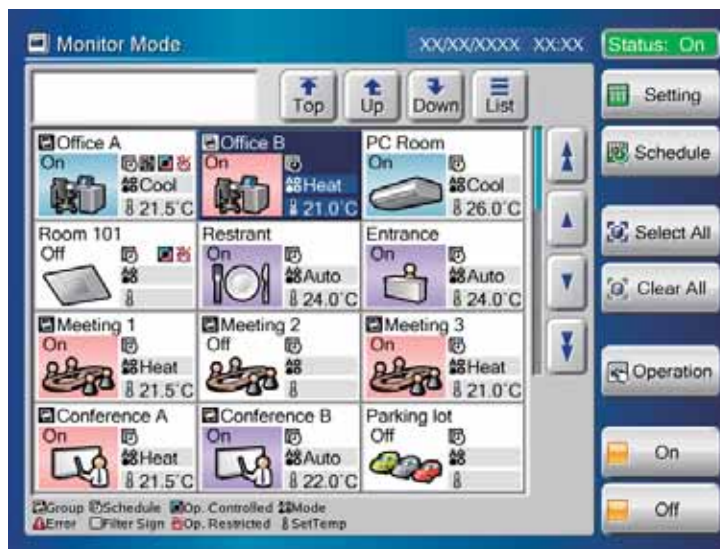 Monitor Mode
XX/XX/XXXX XX:XX
Status: On
Top
Up
Down
List
Setting
Schedule
Select All
Clear All
Operation
On
Off
Office A
On
Cool
21.5°C
Office B
On
Heat
21.0°C
PC Room
On
Cool
26.0°C
Room 101
Off
Restrant
On
Auto
24.0°C
Entrance
On
Auto
24.0°C
Meeting 1
On
Heat
21.5°C
Meeting 2
Off
Meeting 3
On
Heat
21.0°C
Conference A
On
Heat
21.5°C
Conference B
On
Auto
22.0°C
Parking lot
Off
Group Schedule Op. Controlled Mode
Error Filter Sign Op. Restricted SetTemp